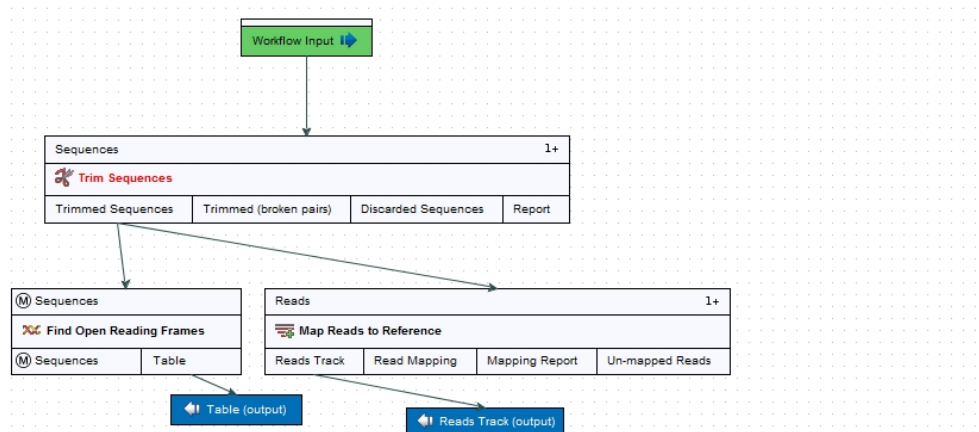 Workflow Input
Sequences 1+
Trim Sequences
Trimmed Sequences Trimmed (broken pairs) Discarded Sequences Report
M Sequences
Find Open Reading Frames
M Sequences Table
Reads 1+
Map Reads to Reference
Reads Track Read Mapping Mapping Report Un-mapped Reads
Table (output)
Reads Track (output)